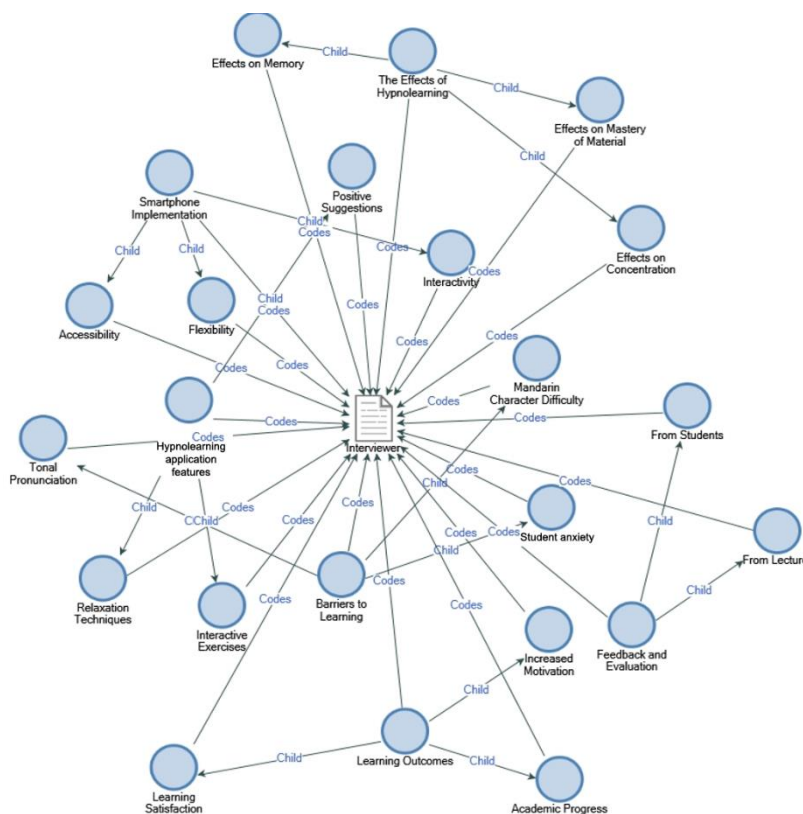 Effects on Memory
Child
The Effects of
Hypnolearning
Child
Effects on Mastery
of Material
Child
Smartphone
Implementation
Positive
Suggestions
Child
Codes
Child
Child
Codes
Interactivity
Codes
Effects on
Concentration
Child
Codes
Accessibility
Flexibility
Codes
Codes
Codes
Codes
Codes
Mandarin
Character Difficulty
Codes
Codes
Codes
From Students
Hypnolearning
application
features
Codes
Interviewer
Tonal
Pronunciation
Codes
Codes
Child
Child
Child
Codes
Codes
Codes
Codes
Student anxiety
Child
Child
From Lecture
Relaxation
Techniques
Interactive
Exercises
Barriers to
Learning
Codes
Codes
Codes
Codes
Child
Increased
Motivation
Feedback and
Evaluation
Child
Learning Outcomes
Child
Child
Learning
Satisfaction
Academic Progress